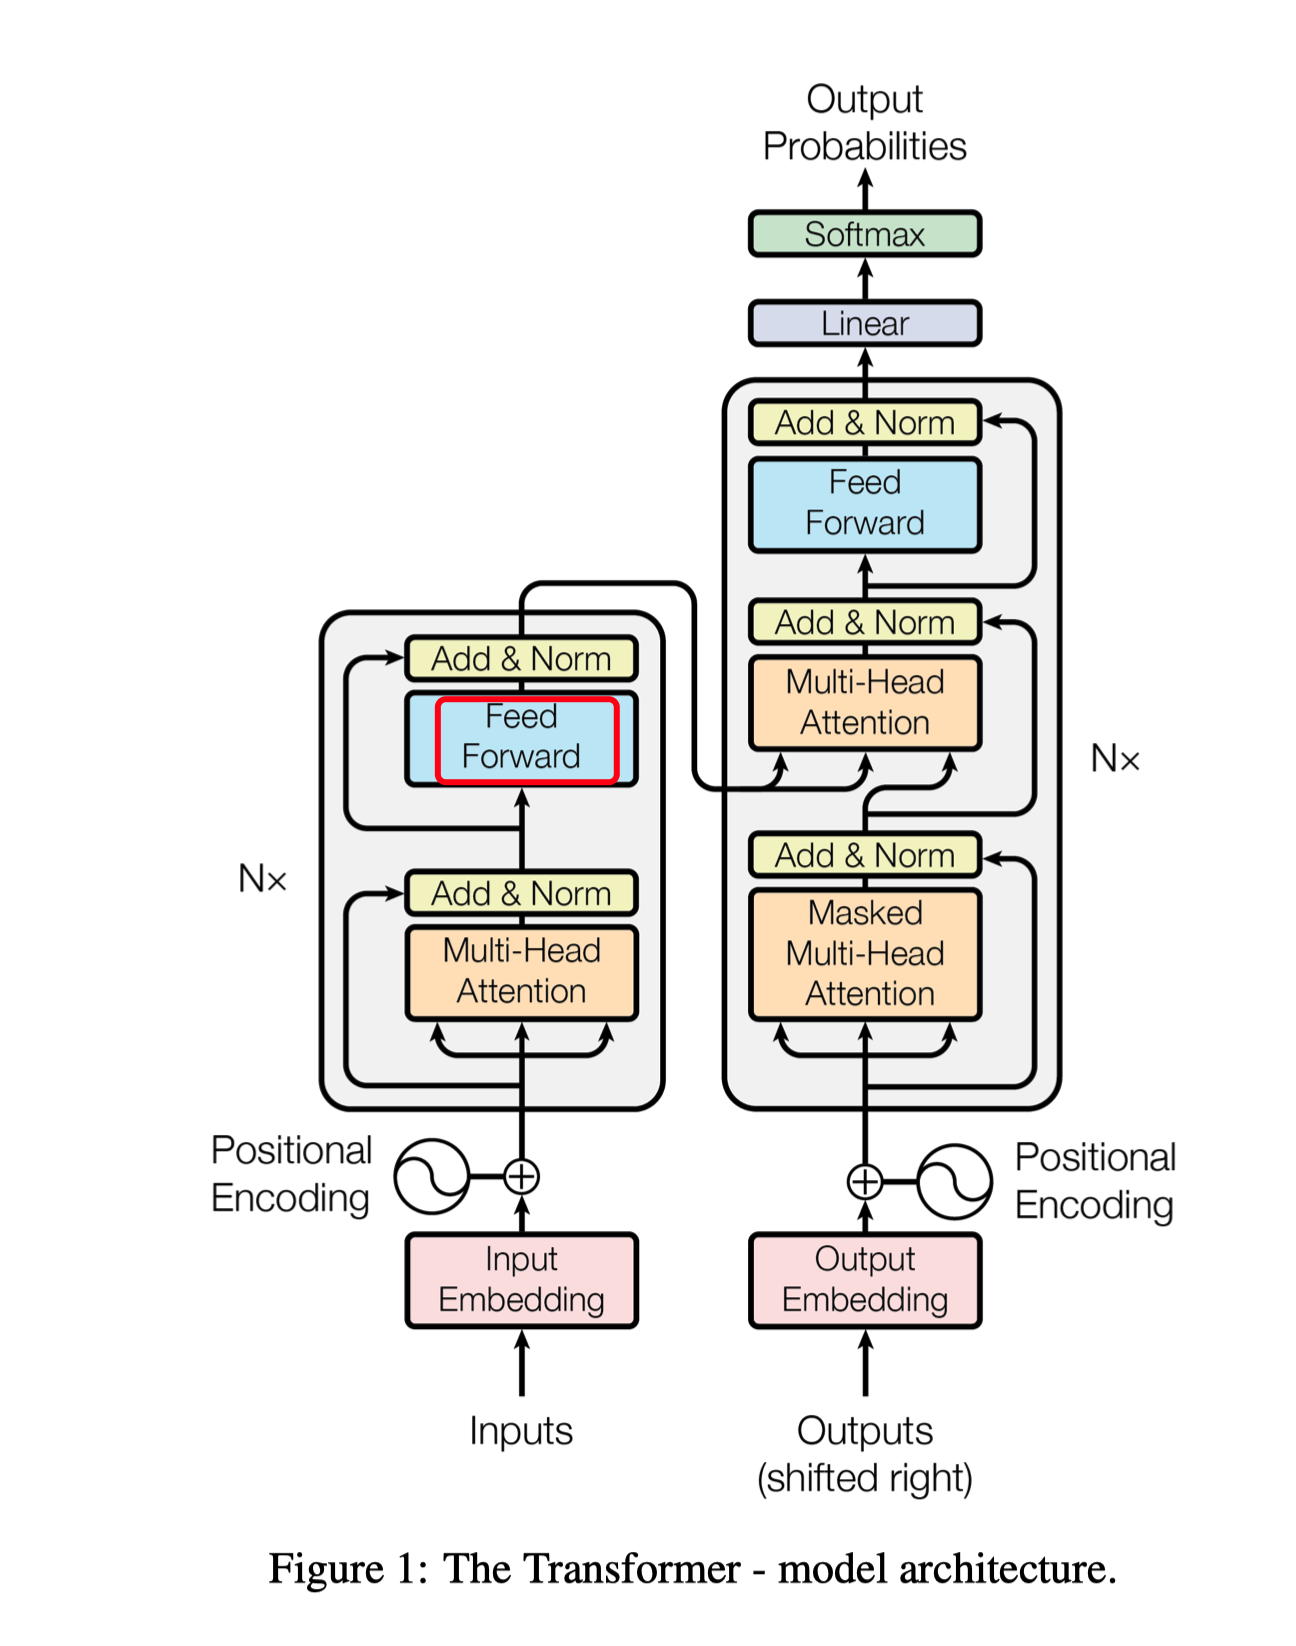 Output
Probabilities
Softmax
Linear
Add & Norm
Feed
Forward
Add & Norm
Multi-Head
Attention
Nx
Add & Norm
Masked
Multi-Head
Attention
Add & Norm
Feed
Forward
Nx
Add & Norm
Multi-Head
Attention
Positional
Encoding
Positional
Encoding
Input
Embedding
Output
Embedding
Inputs
Outputs
(shifted right)
Figure 1: The Transformer - model architecture.